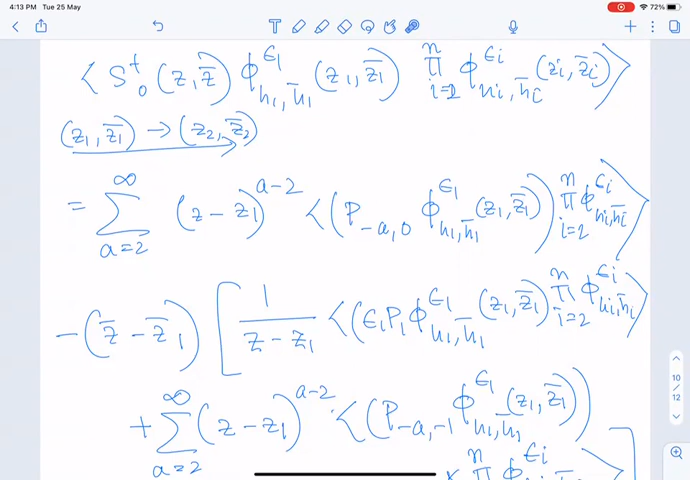 4:13 PM Tue 25 May 72%
⟨ S₀⁺ (z, z̄) ϕ^{ϵ₁}_{h₁, h̄₁} (z₁, z̄₁) ∏_{i=2}^{n} ϕ^{ϵi}_{hi, h̄i} (zi, z̄i) ⟩
(z₁, z̄₁) → (z₂, z̄₂)
= ∑_{a=2}^{∞} (z − z₁)^{a−2} ⟨ (P_{−a,0} ϕ^{ϵ₁}_{h₁, h̄₁} (z₁, z̄₁)) ∏_{i=2}^{n} ϕ^{ϵi}_{hi, h̄i} ⟩
− (z̄ − z̄₁) [ 1/(z − z₁) ⟨ (ϵ₁ P₁ ϕ^{ϵ₁}_{h₁, h̄₁} (z₁, z̄₁) ∏_{i=2}^{n} ϕ^{ϵi}_{hi, h̄i} ⟩
+ ∑_{a=2}^{∞} (z − z₁)^{a−2} ⟨ (P_{−a,−1} ϕ^{ϵ₁}_{h₁, h̄₁} (z₁, z̄₁))
× ∏^{n} ϕ^{ϵi} ⟩ ]
10
/
12